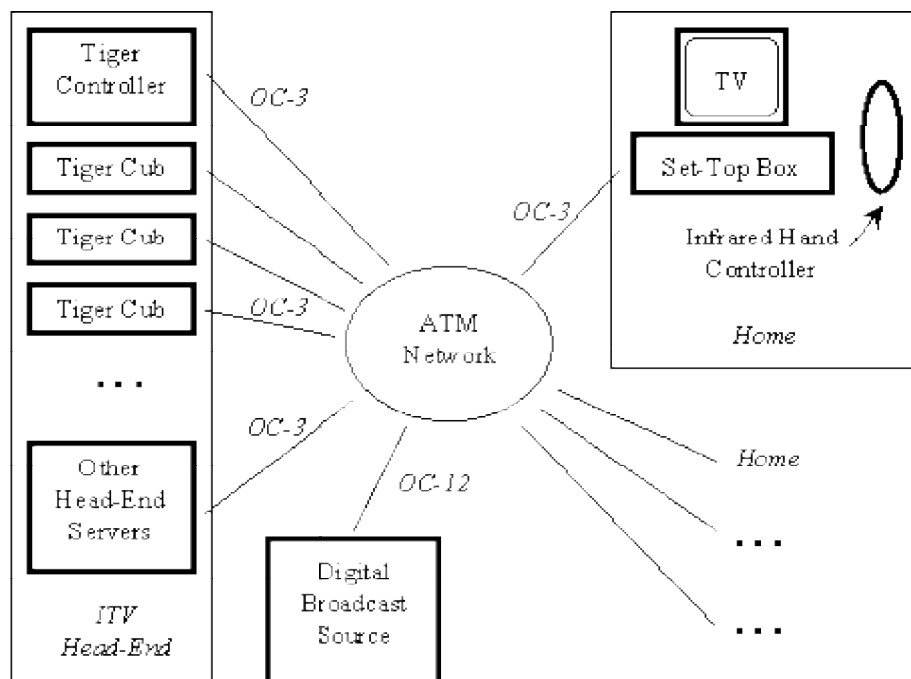 Tiger
Controller
OC-3
Tiger Cub
Tiger Cub
Tiger Cub
OC-3
...
OC-3
Other
Head-End
Servers
ITV
Head-End
ATM
Network
OC-12
Digital
Broadcast
Source
TV
Set-Top Box
OC-3
Infrared Hand
Controller
Home
Home
...
...